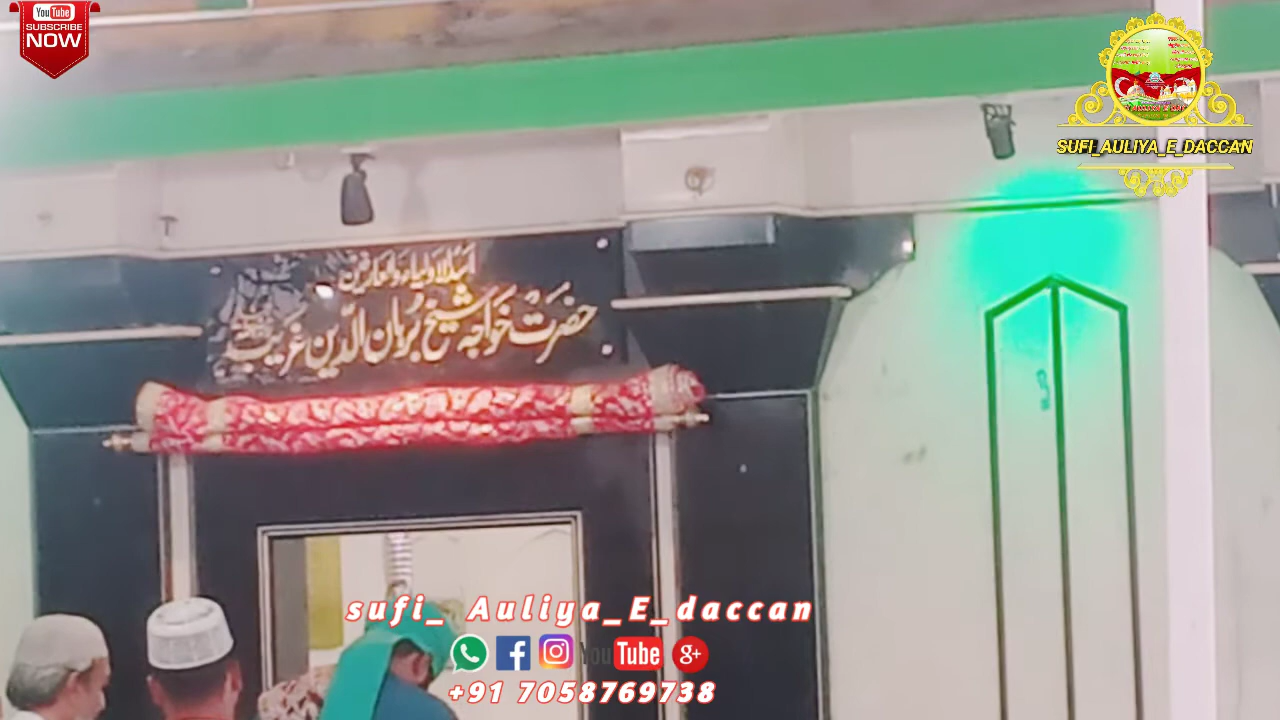 YouTube
SUBSCRIBE
NOW
SUFI_AULIYA_E_DACCAN
حضرت خواجہ شیخ برہان الدین غریب
sufi_ Auliya_E_daccan
YouTube
+91 7058769738